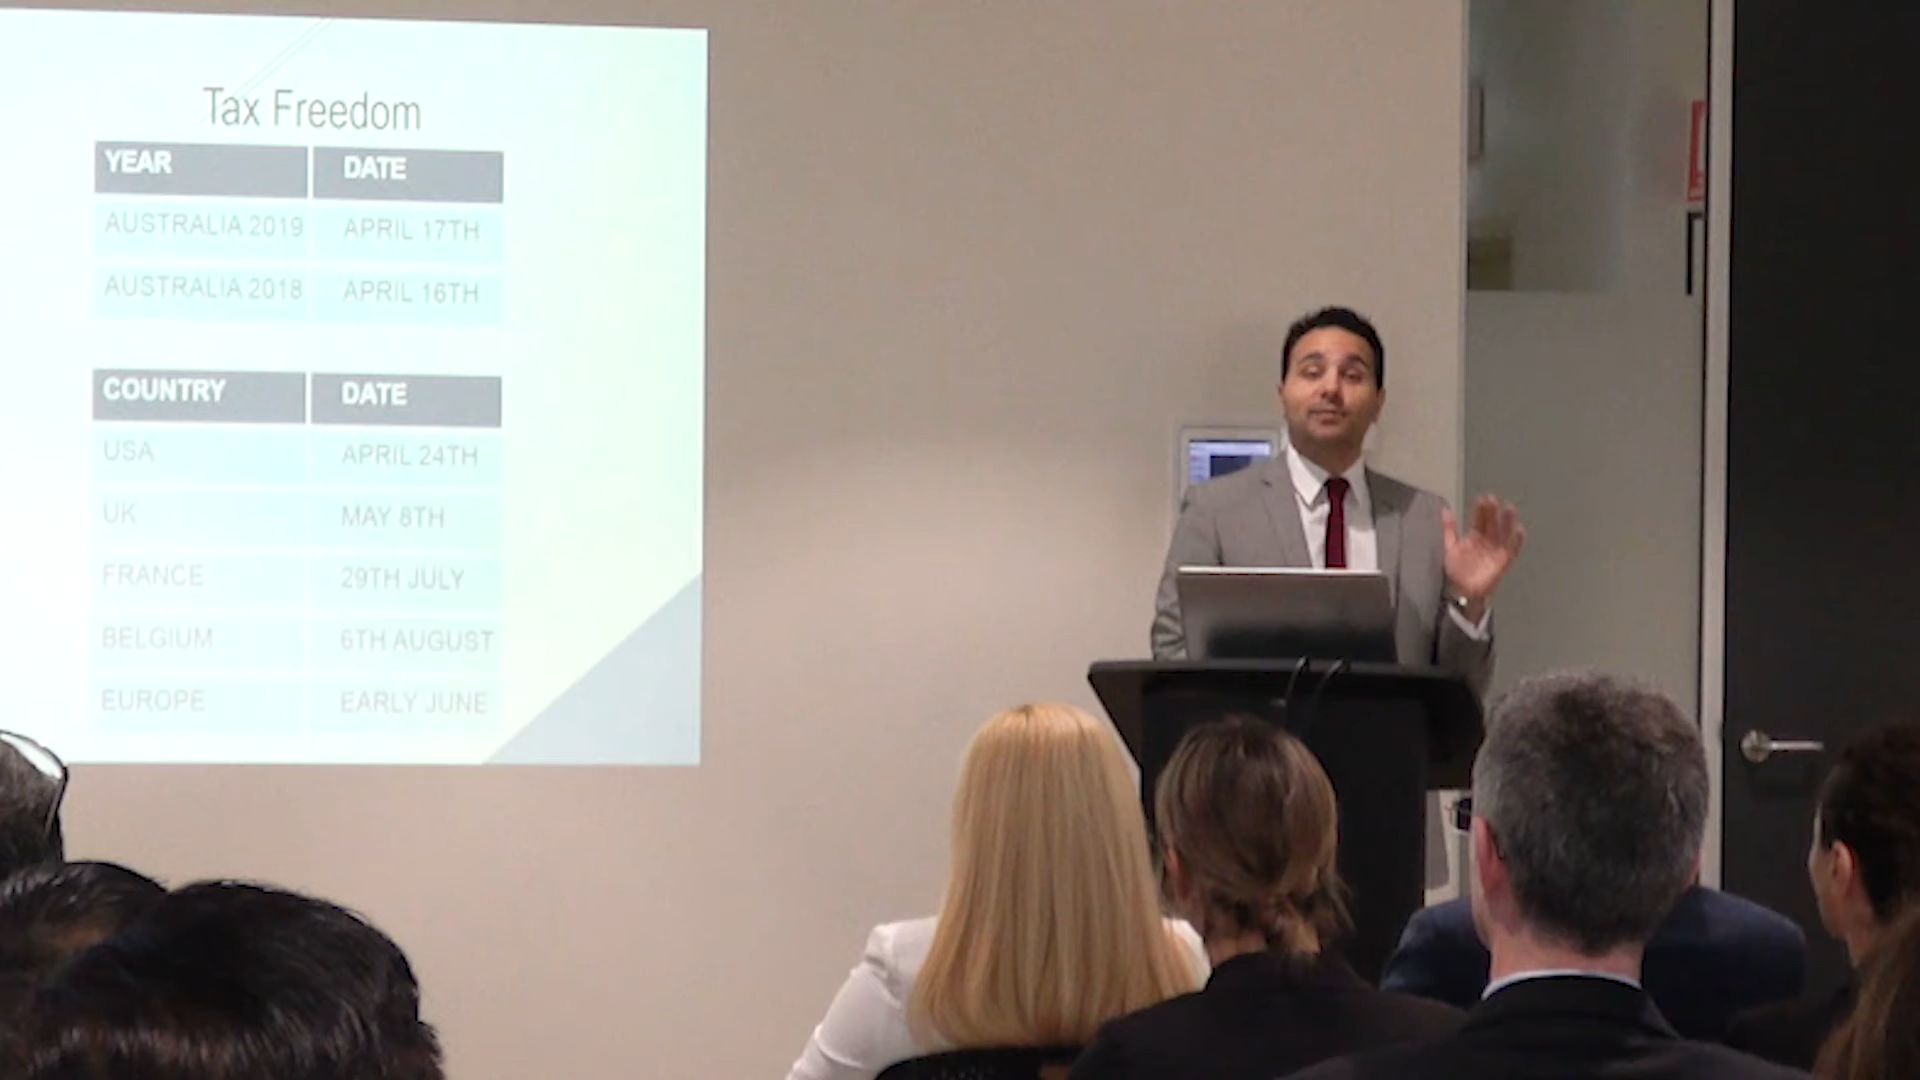 Tax Freedom
YEAR DATE
AUSTRALIA 2019 APRIL 17TH
AUSTRALIA 2018 APRIL 16TH
COUNTRY DATE
USA APRIL 24TH
UK MAY 8TH
FRANCE 29TH JULY
BELGIUM 6TH AUGUST
EUROPE EARLY JUNE